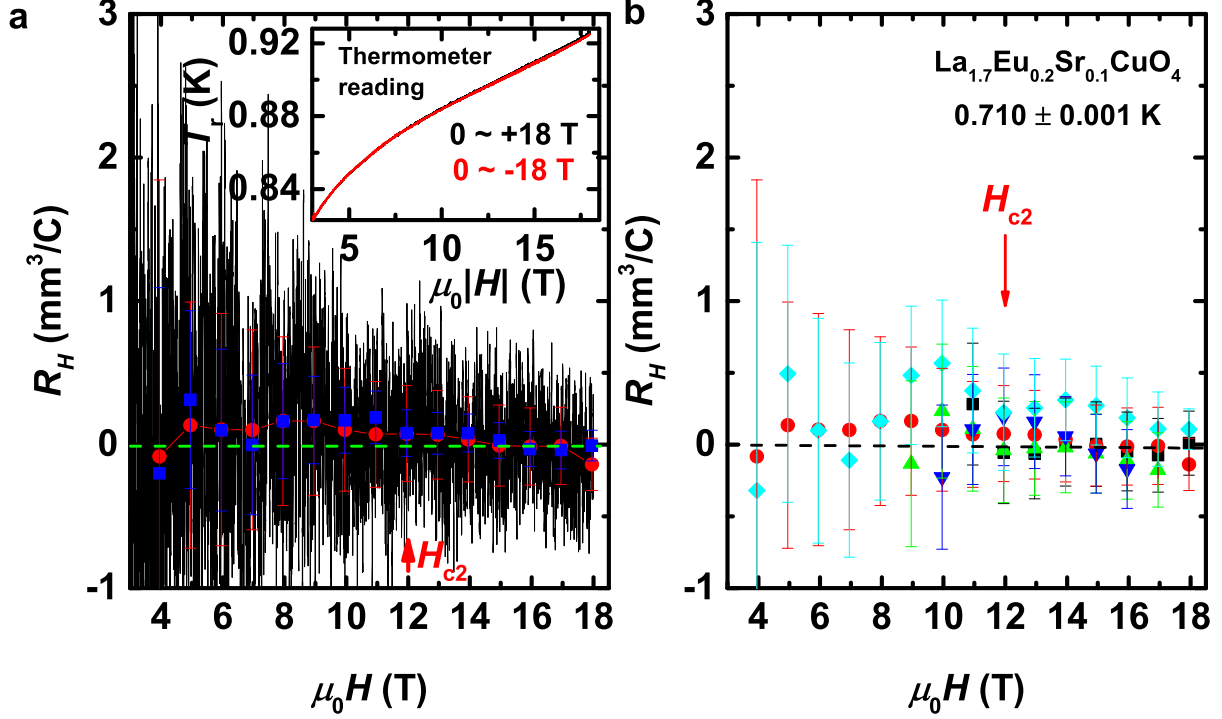 a
3
2
1
0
-1
R_H (mm³/C)
4 6 8 10 12 14 16 18
μ₀H (T)
H_c2
0.92
0.88
0.84
T_r (K)
Thermometer
reading
0 ~ +18 T
0 ~ -18 T
5 10 15
μ₀|H| (T)
b
3
2
1
0
-1
R_H (mm³/C)
La₁.₇Eu₀.₂Sr₀.₁CuO₄
0.710 ± 0.001 K
H_c2
4 6 8 10 12 14 16 18
μ₀H (T)